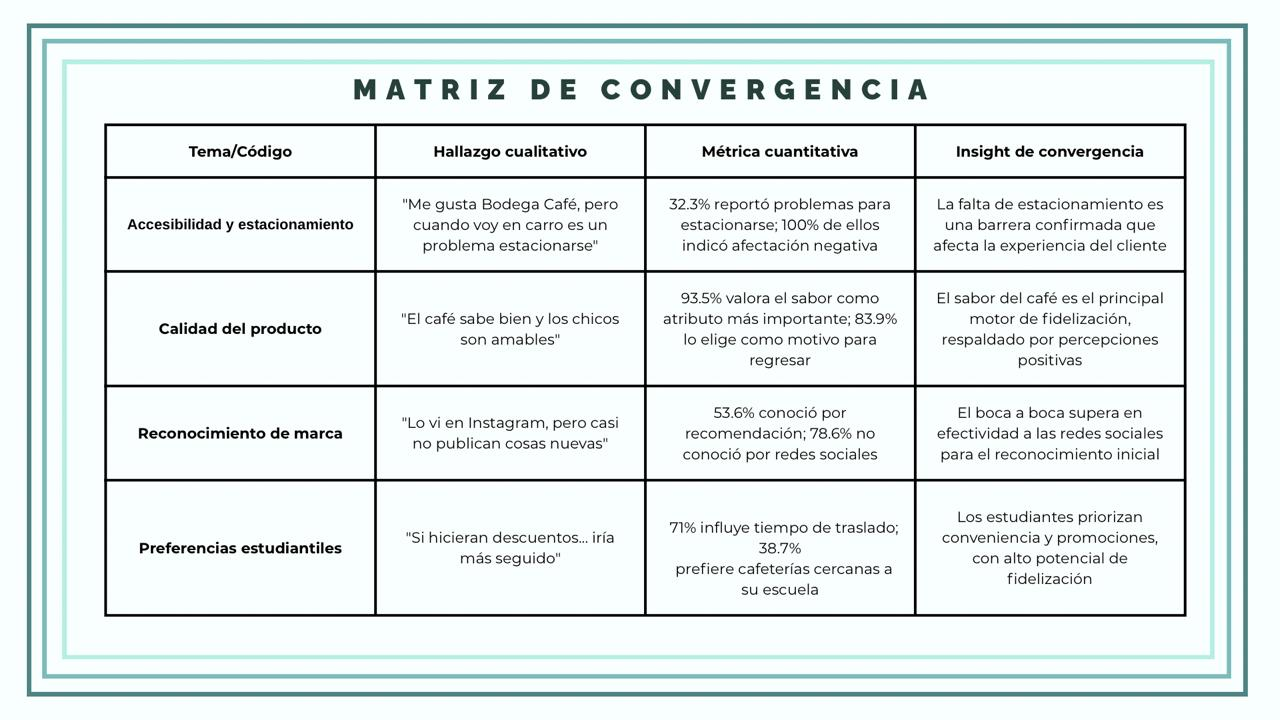 MATRIZ DE CONVERGENCIA
Tema/Código
Hallazgo cualitativo
Métrica cuantitativa
Insight de convergencia
Accesibilidad y estacionamiento
"Me gusta Bodega Café, pero
cuando voy en carro es un
problema estacionarse"
32.3% reportó problemas para
estacionarse; 100% de ellos
indicó afectación negativa
La falta de estacionamiento es
una barrera confirmada que
afecta la experiencia del cliente
Calidad del producto
"El café sabe bien y los chicos
son amables"
93.5% valora el sabor como
atributo más importante; 83.9%
lo elige como motivo para
regresar
El sabor del café es el principal
motor de fidelización,
respaldado por percepciones
positivas
Reconocimiento de marca
"Lo vi en Instagram, pero casi
no publican cosas nuevas"
53.6% conoció por
recomendación; 78.6% no
conoció por redes sociales
El boca a boca supera en
efectividad a las redes sociales
para el reconocimiento inicial
Preferencias estudiantiles
"Si hicieran descuentos... iría
más seguido"
71% influye tiempo de traslado;
38.7%
prefiere cafeterías cercanas a
su escuela
Los estudiantes priorizan
conveniencia y promociones,
con alto potencial de
fidelización